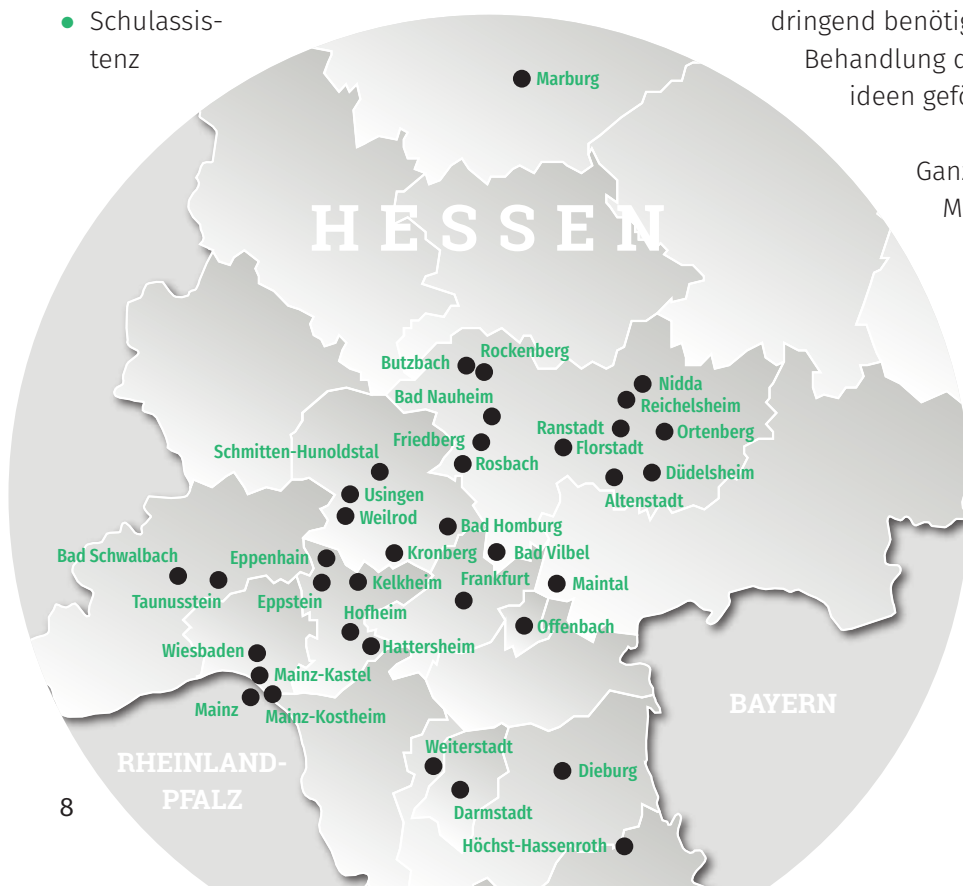 Schulassis-
tenz
dringend benötig
Behandlung d
ideen gefö
Ganz
M
Marburg
HESSEN
Rockenberg
Butzbach
Nidda
Bad Nauheim
Reichelsheim
Ranstadt
Ortenberg
Friedberg
Florstadt
Schmitten-Hunoldstal
Rosbach
Düdelsheim
Usingen
Altenstadt
Weilrod
Bad Homburg
Bad Schwalbach
Eppenhain
Kronberg
Bad Vilbel
Frankfurt
Kelkheim
Maintal
Taunusstein
Eppstein
Hofheim
Offenbach
Hattersheim
Wiesbaden
Mainz-Kastel
Mainz
Mainz-Kostheim
BAYERN
Weiterstadt
RHEINLAND-
PFALZ
Dieburg
8
Darmstadt
Höchst-Hassenroth